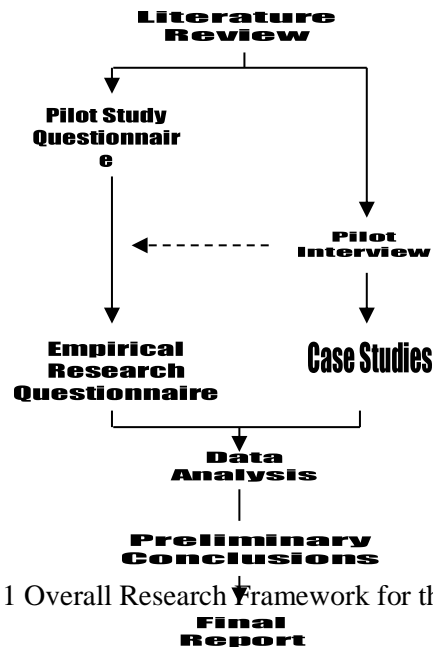 Literature
Review
Pilot Study
Questionnair
e
Pilot
Interview
Empirical
Research
Questionnaire
Case Studies
Data
Analysis
Preliminary
Conclusions
1 Overall Research Framework for th
Final
Report